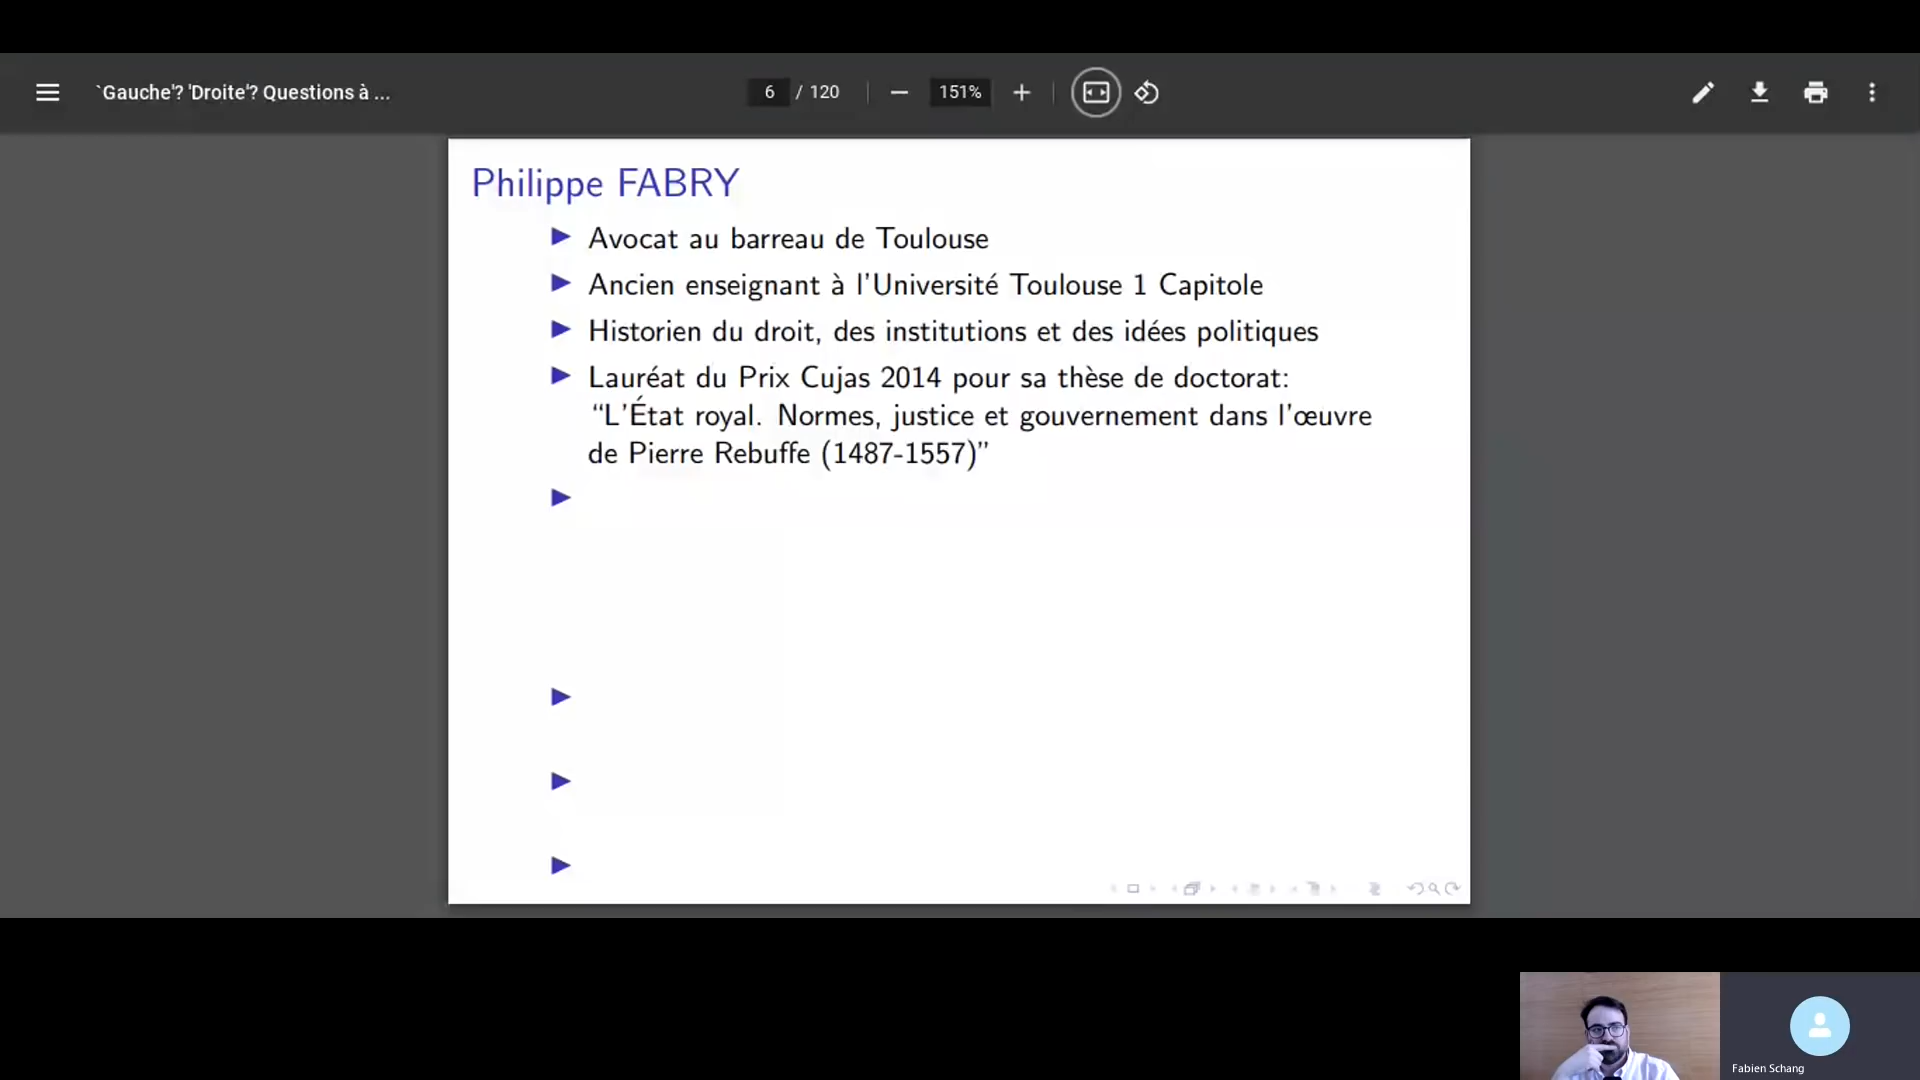 `Gauche'? 'Droite'? Questions à ...
6 / 120
151%
Philippe FABRY
Avocat au barreau de Toulouse
Ancien enseignant à l'Université Toulouse 1 Capitole
Historien du droit, des institutions et des idées politiques
Lauréat du Prix Cujas 2014 pour sa thèse de doctorat:
“L'État royal. Normes, justice et gouvernement dans l'œuvre
de Pierre Rebuffe (1487-1557)”
Fabien Schang